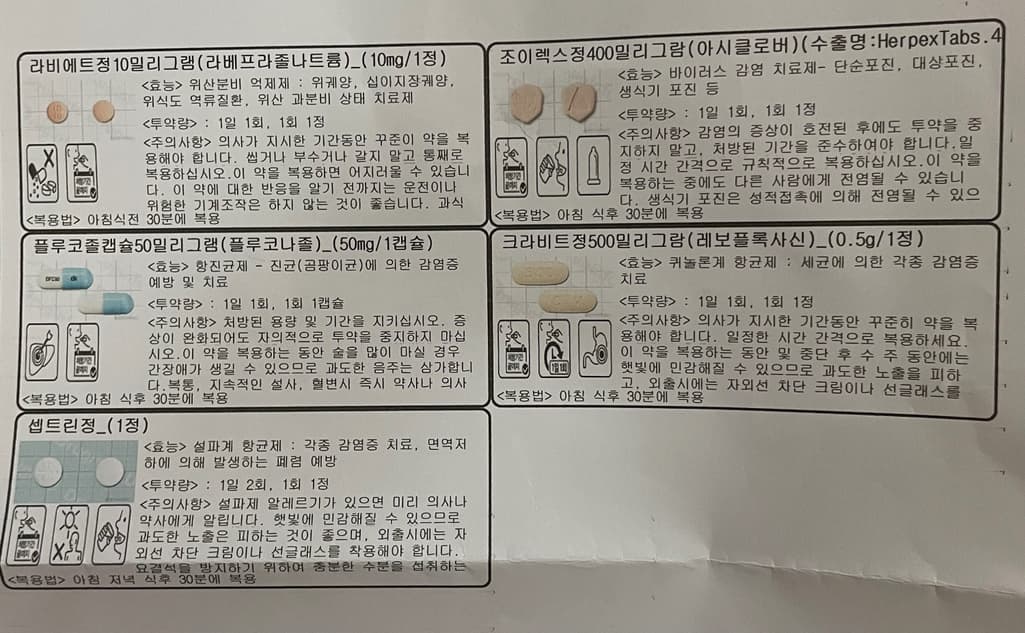 라비에트정10밀리그램(라베프라졸나트륨)_(10mg/1정)
<효능> 위산분비 억제제 : 위궤양, 십이지장궤양,
위식도 역류질환, 위산 과분비 상태 치료제
<투약량> : 1일 1회, 1회 1정
<주의사항> 의사가 지시한 기간동안 꾸준히 약을 복
용해야 합니다. 씹거나 부수거나 갈지 말고 통째로
복용하십시오.이 약을 복용하면 어지러울 수 있습니
다. 이 약에 대한 반응을 알기 전까지는 운전이나
위험한 기계조작은 하지 않는 것이 좋습니다. 과식
<복용법> 아침식전 30분에 복용
조이렉스정400밀리그람(아시클로버)(수출명:HerpexTabs.4
<효능> 바이러스 감염 치료제- 단순포진, 대상포진,
생식기 포진 등
<투약량> : 1일 1회, 1회 1정
<주의사항> 감염의 증상이 호전된 후에도 투약을 중
지하지 말고, 처방된 기간을 준수하여야 합니다.일
정 시간 간격으로 규칙적으로 복용하십시오.이 약을
복용하는 중에도 다른 사람에게 전염될 수 있습니
다. 생식기 포진은 성적접촉에 의해 전염될 수 있으
<복용법> 아침 식후 30분에 복용
플루코졸캡슐50밀리그램(플루코나졸)_(50mg/1캡슐)
<효능> 항진균제 - 진균(곰팡이균)에 의한 감염증
예방 및 치료
<투약량> : 1일 1회, 1회 1캡슐
<주의사항> 처방된 용량 및 기간을 지키십시오. 증
상이 완화되어도 자의적으로 투약을 중지하지 마십
시오.이 약을 복용하는 동안 술을 많이 마실 경우
간장애가 생길 수 있으므로 과도한 음주는 삼가합니
다.복통, 지속적인 설사, 혈변시 즉시 약사나 의사
<복용법> 아침 식후 30분에 복용
크라비트정500밀리그람(레보플록사신)_(0.5g/1정)
<효능> 퀴놀론계 항균제 : 세균에 의한 각종 감염증
치료
<투약량> : 1일 1회, 1회 1정
<주의사항> 의사가 지시한 기간동안 꾸준히 약을 복
용해야 합니다. 일정한 시간 간격으로 복용하세요.
이 약을 복용하는 동안 및 중단 후 수 주 동안에는
햇빛에 민감해질 수 있으므로 과도한 노출을 피하
고, 외출시에는 자외선 차단 크림이나 선글래스를
<복용법> 아침 식후 30분에 복용
셉트린정_(1정)
<효능> 설파계 항균제 : 각종 감염증 치료, 면역저
하에 의해 발생하는 폐렴 예방
<투약량> : 1일 2회, 1회 1정
<주의사항> 설파제 알레르기가 있으면 미리 의사나
약사에게 알립니다. 햇빛에 민감해질 수 있으므로
과도한 노출은 피하는 것이 좋으며, 외출시에는 자
외선 차단 크림이나 선글래스를 착용해야 합니다.
요결석을 방지하기 위하여 충분한 수분을 섭취하는
<복용법> 아침 저녁 식후 30분에 복용